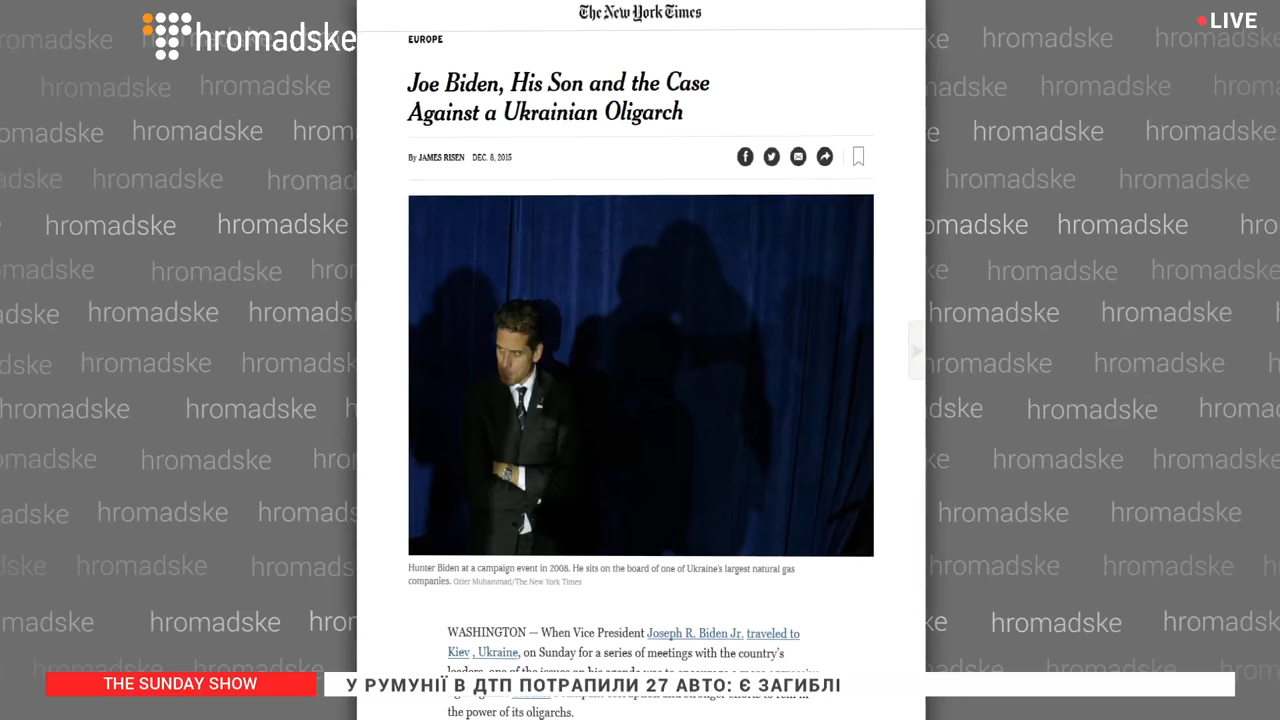 The New York Times
hromadske
LIVE
EUROPE
Joe Biden, His Son and the Case
Against a Ukrainian Oligarch
By JAMES RISEN DEC. 8, 2015
Hunter Biden at a campaign event in 2008. He sits on the board of one of Ukraine's largest natural gas
companies. Ozier Muhammad/The New York Times
WASHINGTON — When Vice President Joseph R. Biden Jr. traveled to
Kiev , Ukraine, on Sunday for a series of meetings with the country's
the power of its oligarchs.
THE SUNDAY SHOW
У РУМУНІЇ В ДТП ПОТРАПИЛИ 27 АВТО: Є ЗАГИБЛІ